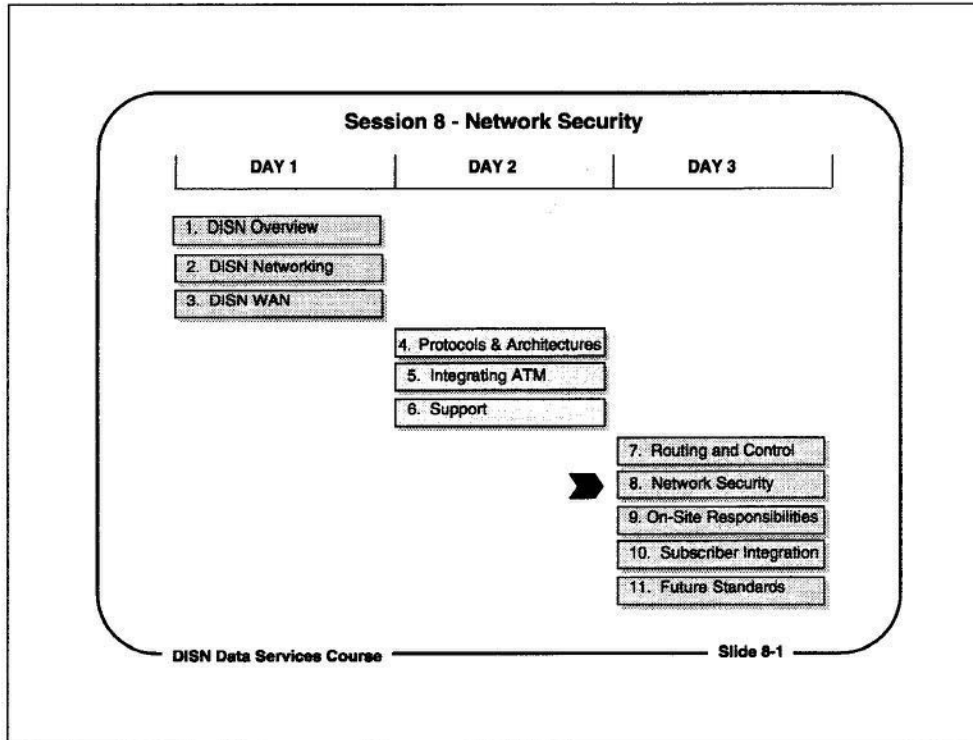 Session 8 - Network Security
DAY 1 DAY 2 DAY 3
1. DISN Overview
2. DISN Networking
3. DISN WAN
4. Protocols & Architectures
5. Integrating ATM
6. Support
7. Routing and Control
8. Network Security
9. On-Site Responsibilities
10. Subscriber Integration
11. Future Standards
DISN Data Services Course Slide 8-1